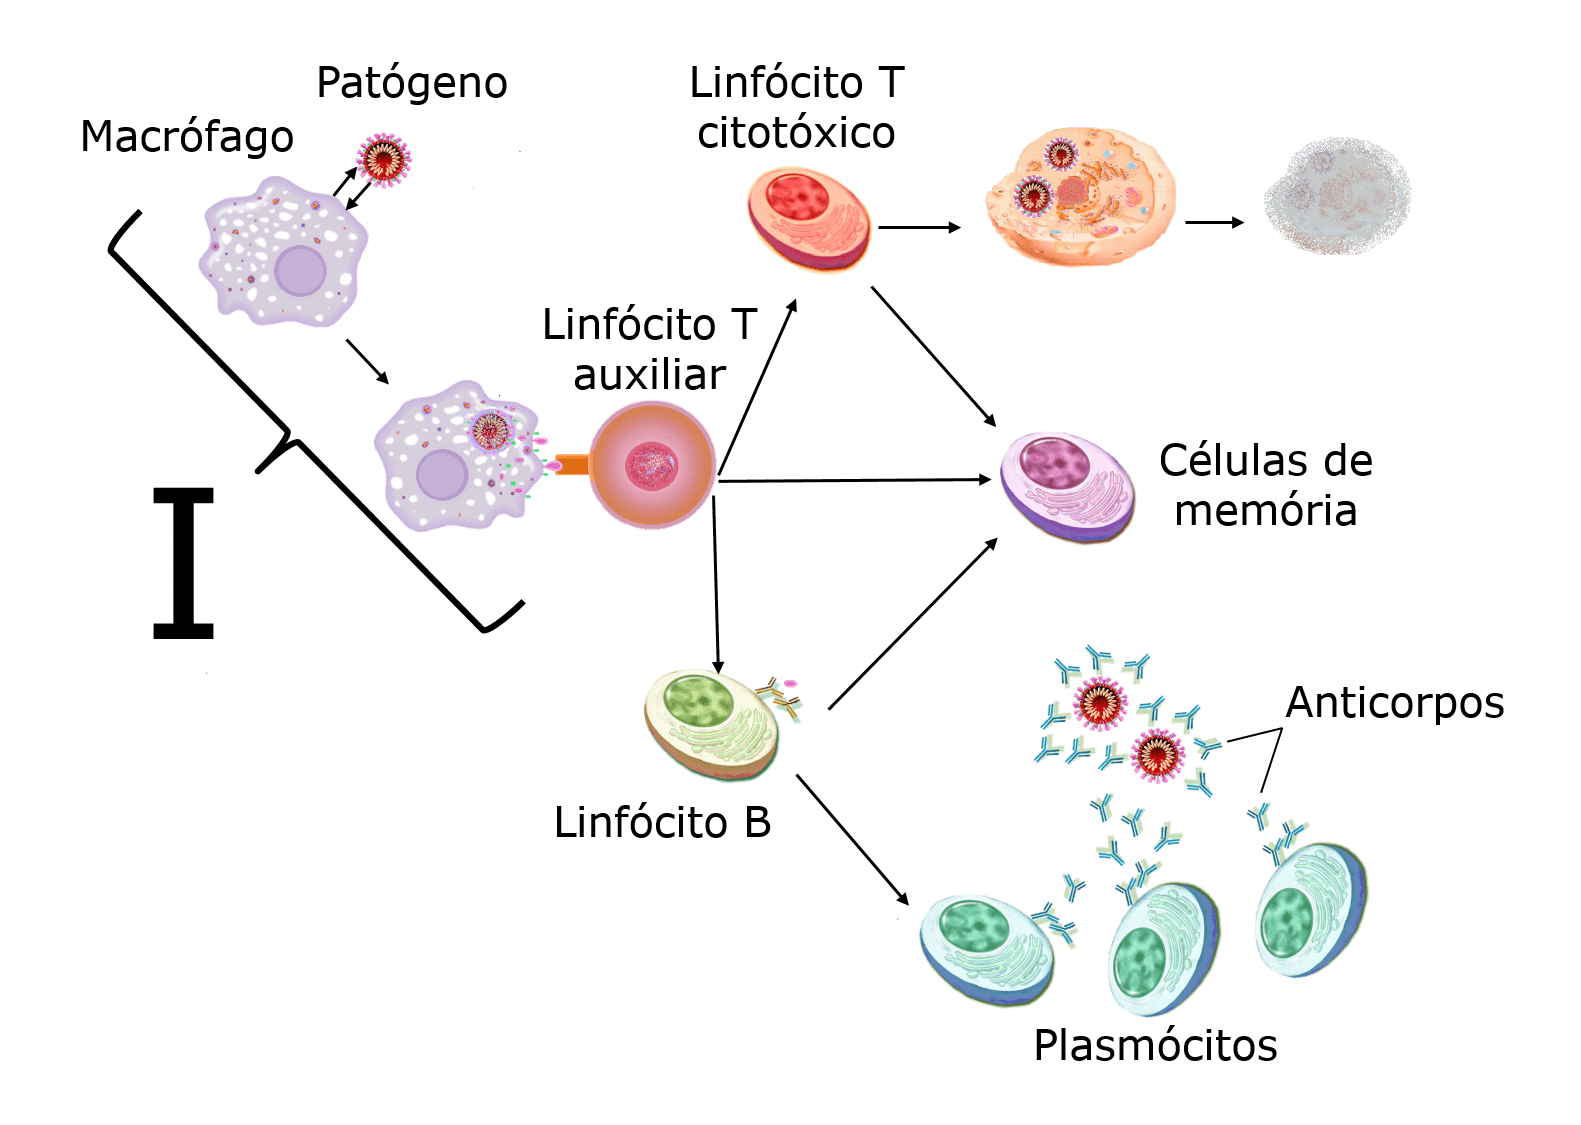 Patógeno
Macrófago
Linfócito T
citotóxico
Linfócito T
auxiliar
Células de
memória
I
Anticorpos
Linfócito B
Plasmócitos